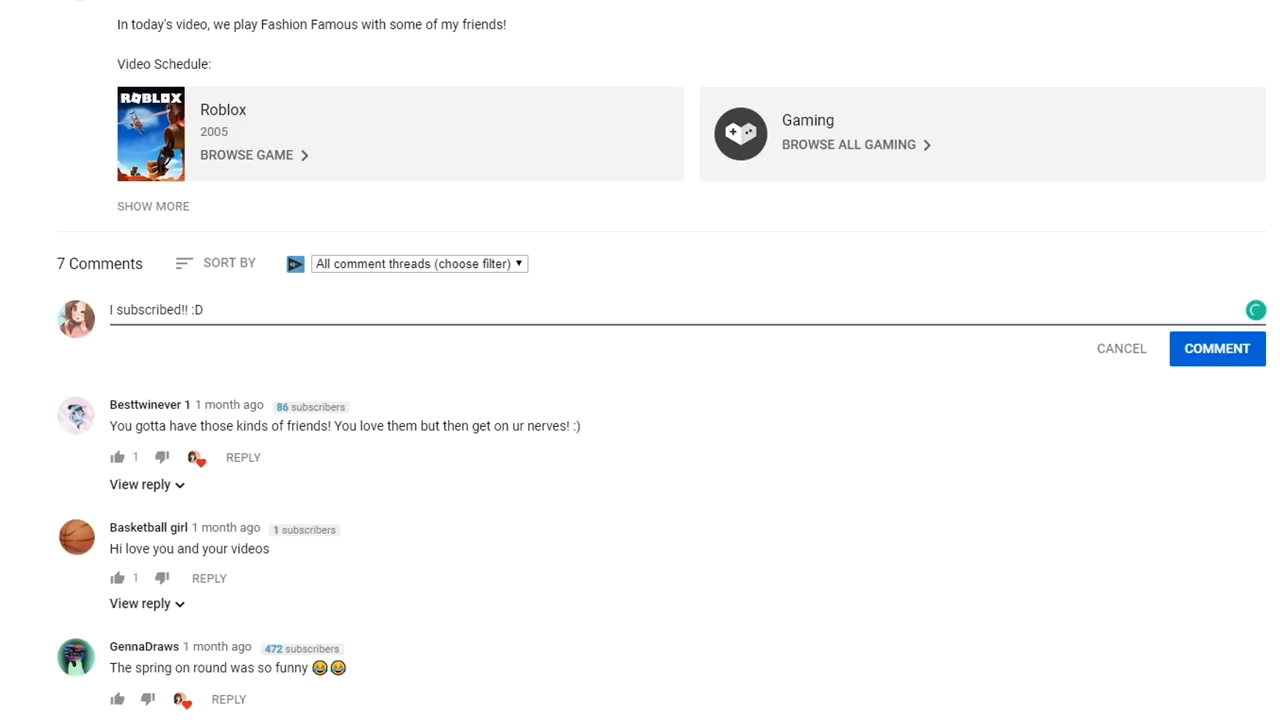 In today's video, we play Fashion Famous with some of my friends!
Video Schedule:
ROBLOX
Roblox
2005
BROWSE GAME
Gaming
BROWSE ALL GAMING
SHOW MORE
7 Comments SORT BY All comment threads (choose filter)
I subscribed!! :D
CANCEL COMMENT
Besttwinever 1 1 month ago 86 subscribers
You gotta have those kinds of friends! You love them but then get on ur nerves! :)
1 REPLY
View reply
Basketball girl 1 month ago 1 subscribers
Hi love you and your videos
1 REPLY
View reply
GennaDraws 1 month ago 472 subscribers
The spring on round was so funny 😂😂
REPLY